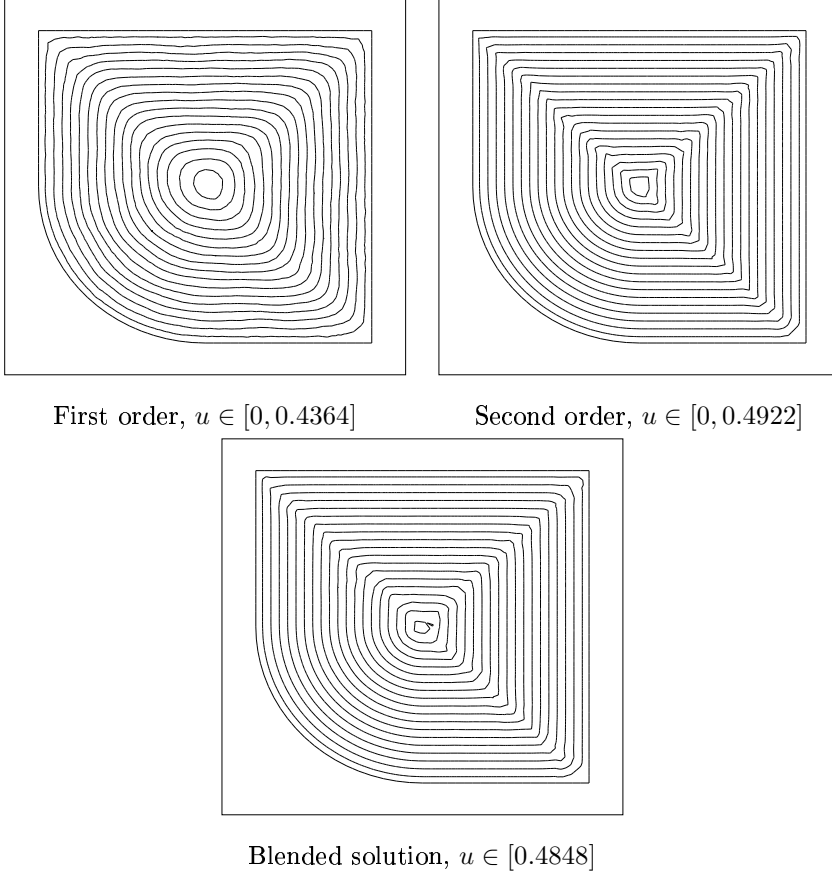 First order, u ∈ [0, 0.4364]
Second order, u ∈ [0, 0.4922]
Blended solution, u ∈ [0.4848]